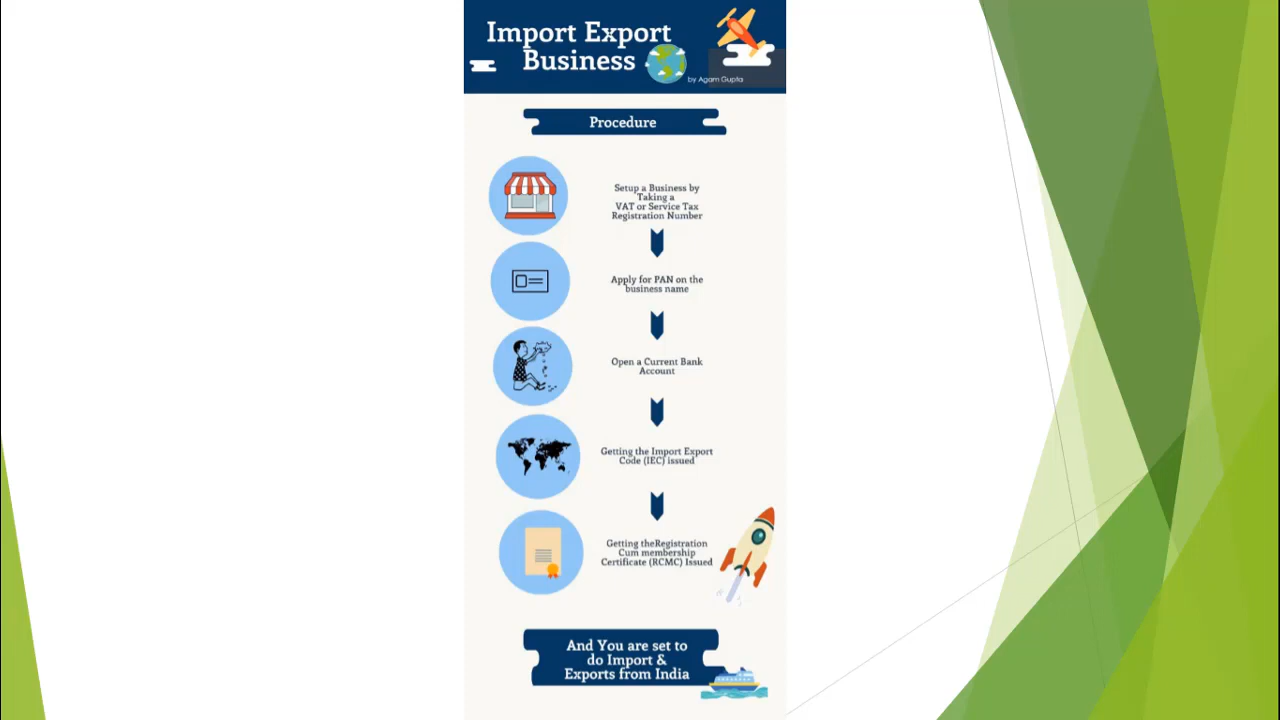 Import Export
Business
by Agam Gupta
Procedure
Setup a Business by
Taking a
VAT or Service Tax
Registration Number
Apply for PAN on the
business name
Open a Current Bank
Account
Getting the Import Export
Code (IEC) issued
Getting theRegistration
Cum membership
Certificate (RCMC) Issued
And You are set to
do Import &
Exports from India